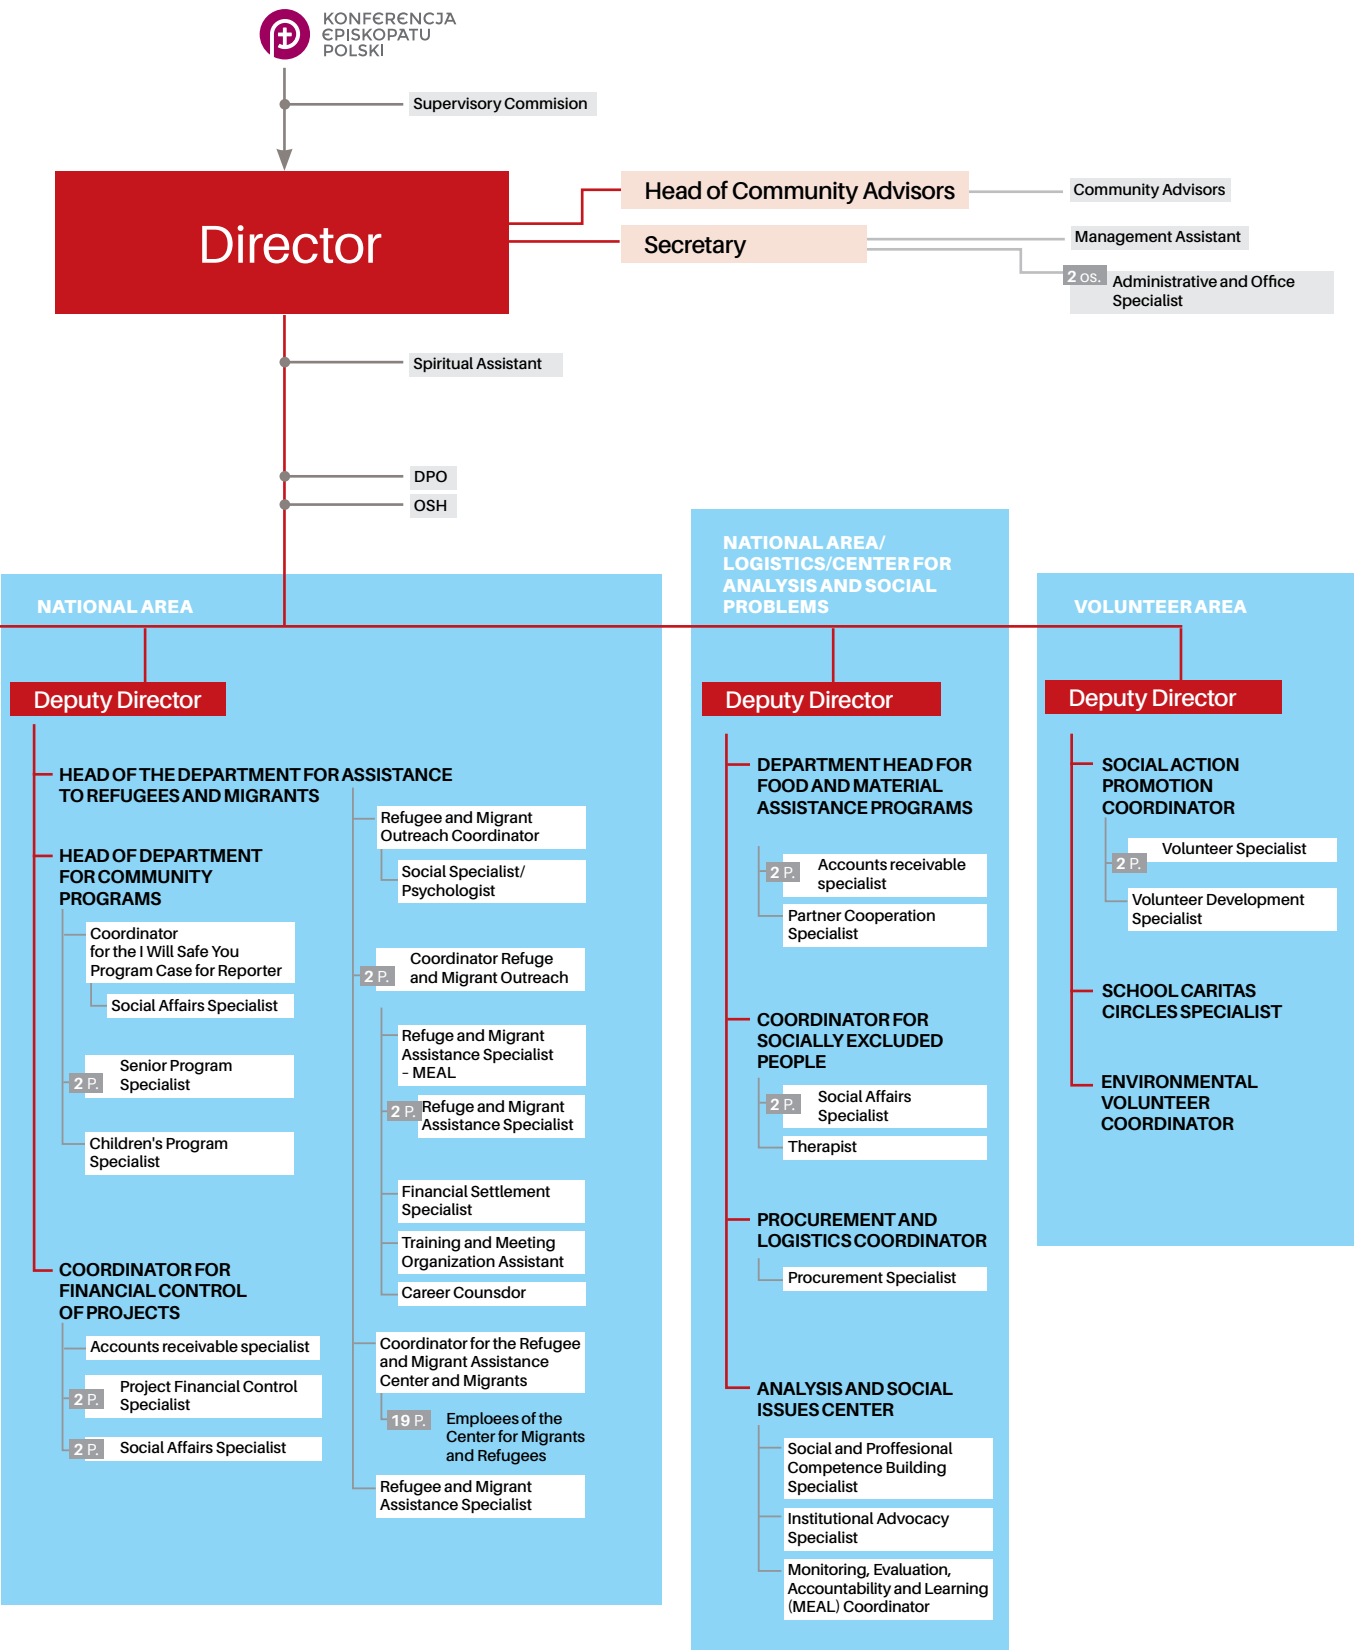 KONFERENCJA
EPISKOPATU
POLSKI
Supervisory Commision
Director
Head of Community Advisors
Community Advisors
Secretary
Management Assistant
2 OS.
Administrative and Office
Specialist
Spiritual Assistant
DPO
OSH
NATIONAL AREA
Deputy Director
HEAD OF THE DEPARTMENT FOR ASSISTANCE
TO REFUGEES AND MIGRANTS
Refugee and Migrant
Outreach Coordinator
Social Specialist/
Psychologist
2 P.
Coordinator Refuge
and Migrant Outreach
Refuge and Migrant
Assistance Specialist
– MEAL
2 P.
Refuge and Migrant
Assistance Specialist
Financial Settlement
Specialist
Training and Meeting
Organization Assistant
Career Counsdor
Coordinator for the Refugee
and Migrant Assistance
Center and Migrants
19 P.
Emploees of the
Center for Migrants
and Refugees
Refugee and Migrant
Assistance Specialist
HEAD OF DEPARTMENT
FOR COMMUNITY
PROGRAMS
Coordinator
for the I Will Safe You
Program Case for Reporter
Social Affairs Specialist
2 P.
Senior Program
Specialist
Children's Program
Specialist
COORDINATOR FOR
FINANCIAL CONTROL
OF PROJECTS
Accounts receivable specialist
2 P.
Project Financial Control
Specialist
2 P.
Social Affairs Specialist
NATIONAL AREA/
LOGISTICS/CENTER FOR
ANALYSIS AND SOCIAL
PROBLEMS
Deputy Director
DEPARTMENT HEAD FOR
FOOD AND MATERIAL
ASSISTANCE PROGRAMS
2 P.
Accounts receivable
specialist
Partner Cooperation
Specialist
COORDINATOR FOR
SOCIALLY EXCLUDED
PEOPLE
2 P.
Social Affairs
Specialist
Therapist
PROCUREMENT AND
LOGISTICS COORDINATOR
Procurement Specialist
ANALYSIS AND SOCIAL
ISSUES CENTER
Social and Proffesional
Competence Building
Specialist
Institutional Advocacy
Specialist
Monitoring, Evaluation,
Accountability and Learning
(MEAL) Coordinator
VOLUNTEER AREA
Deputy Director
SOCIAL ACTION
PROMOTION
COORDINATOR
2 P.
Volunteer Specialist
Volunteer Development
Specialist
SCHOOL CARITAS
CIRCLES SPECIALIST
ENVIRONMENTAL
VOLUNTEER
COORDINATOR